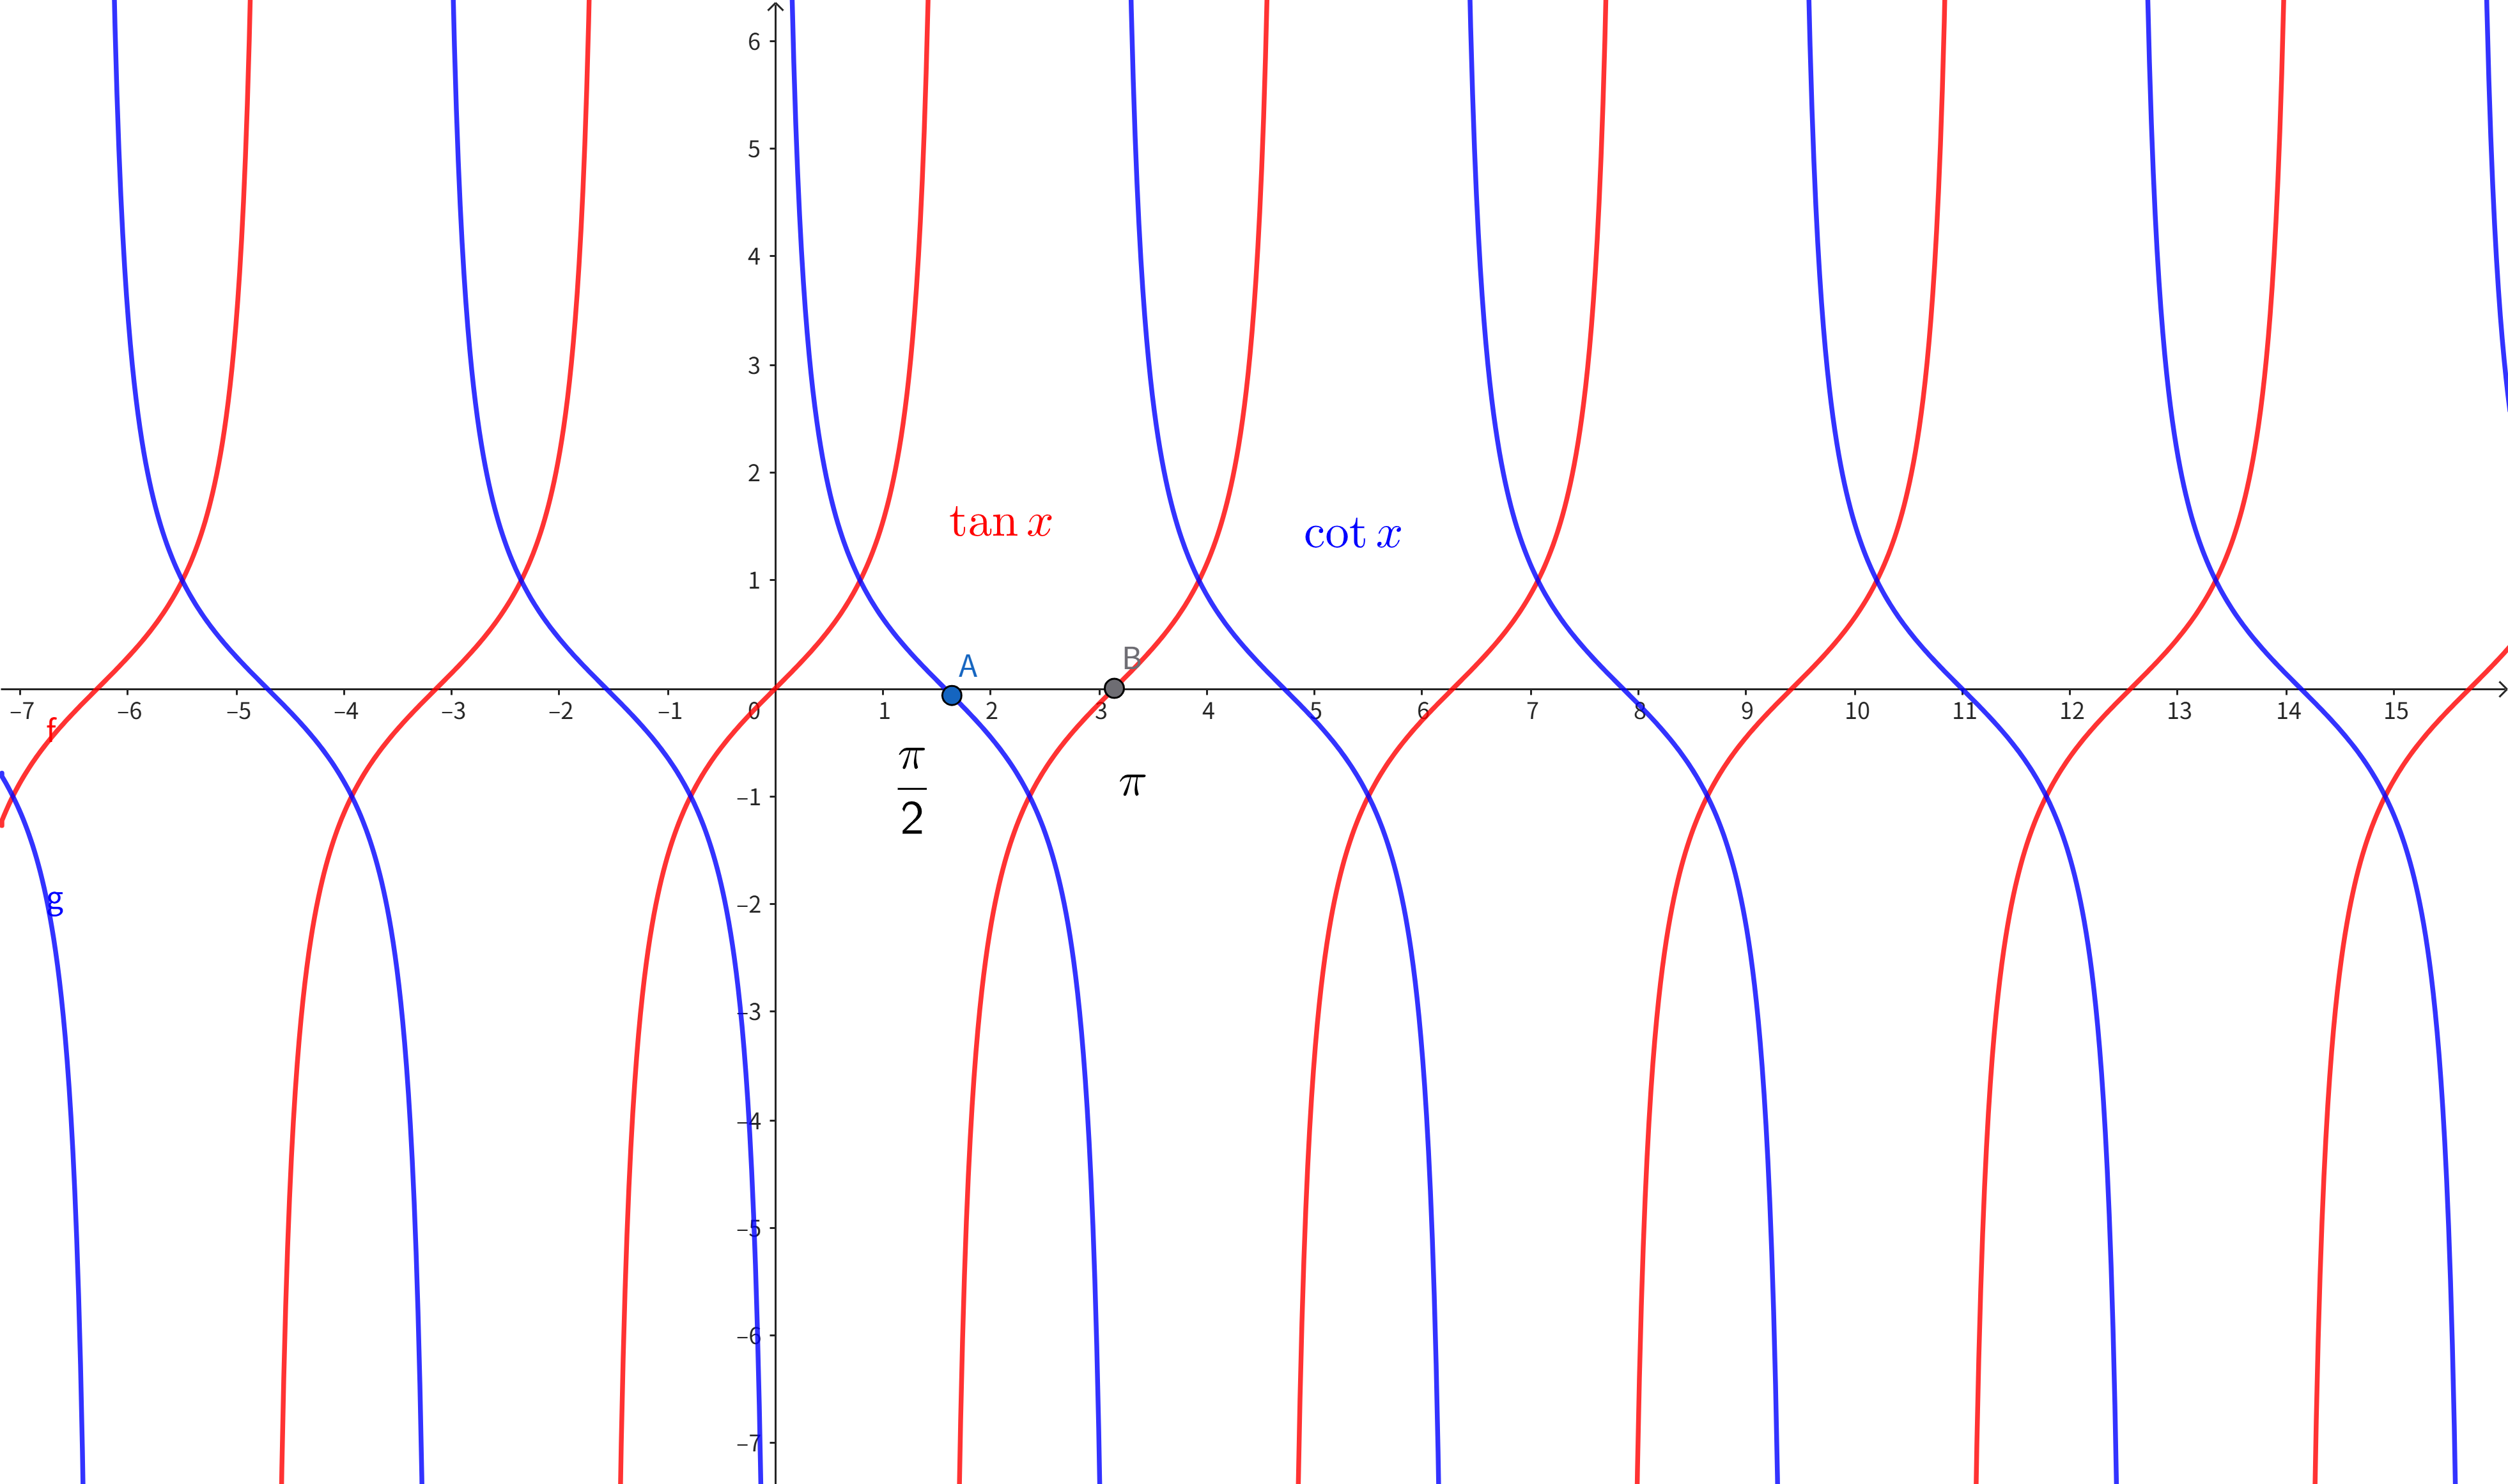 6
5
4
3
2
tan x
cot x
1
A
B
–7 –6 –5 –4 –3 –2 –1 0 1 2 3 4 5 6 7 8 9 10 11 12 13 14 15
f
π
2
π
–1
g
–2
–3
–4
–5
–6
–7